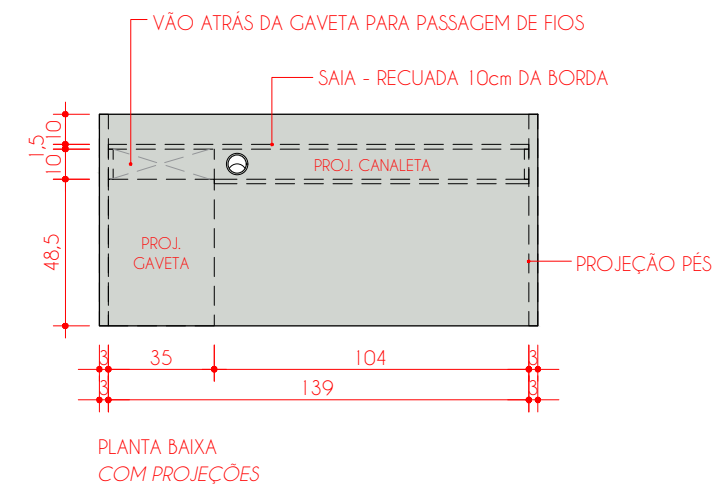 VÃO ATRÁS DA GAVETA PARA PASSAGEM DE FIOS
SAIA - RECUADA 10cm DA BORDA
10
1,5
10
PROJ. CANALETA
48,5
PROJ.
GAVETA
PROJEÇÃO PÉS
3 35 104 3
3 139 3
PLANTA BAIXA
COM PROJEÇÕES